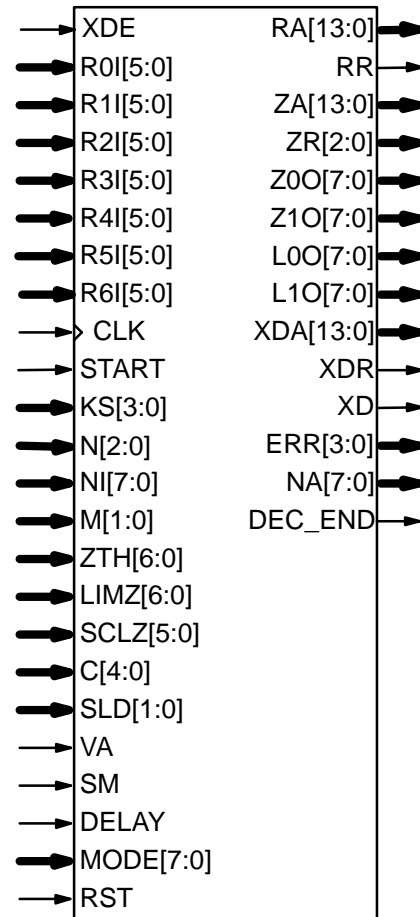 XDE
R0I[5:0]
R1I[5:0]
R2I[5:0]
R3I[5:0]
R4I[5:0]
R5I[5:0]
R6I[5:0]
CLK
START
KS[3:0]
N[2:0]
NI[7:0]
M[1:0]
ZTH[6:0]
LIMZ[6:0]
SCLZ[5:0]
C[4:0]
SLD[1:0]
VA
SM
DELAY
MODE[7:0]
RST
RA[13:0]
RR
ZA[13:0]
ZR[2:0]
Z0O[7:0]
Z1O[7:0]
L0O[7:0]
L1O[7:0]
XDA[13:0]
XDR
XD
ERR[3:0]
NA[7:0]
DEC_END